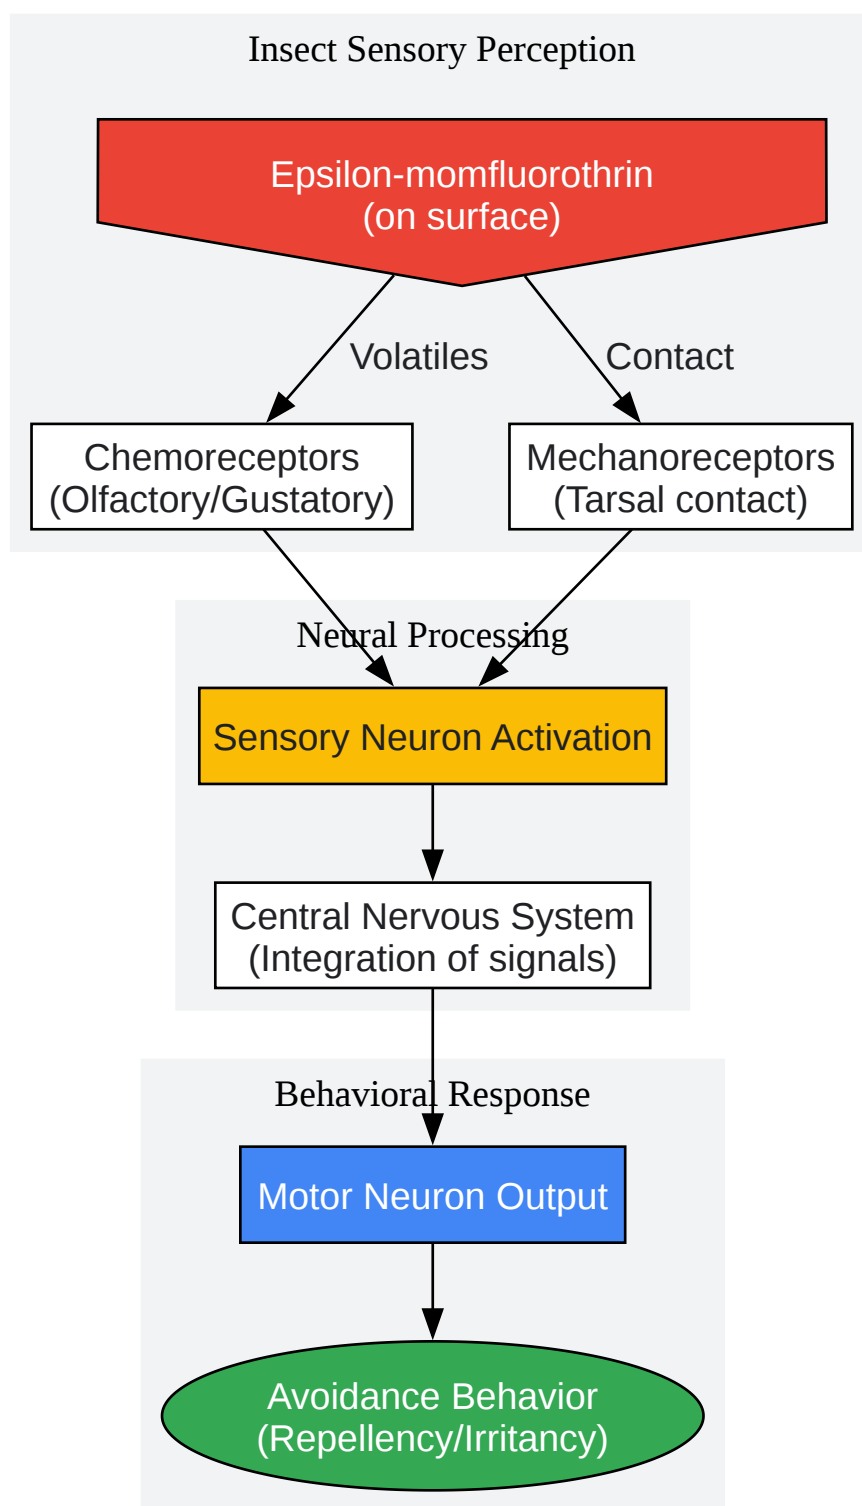 Insect Sensory Perception
Epsilon-momfluorothrin
(on surface)
Volatiles
Contact
Chemoreceptors
(Olfactory/Gustatory)
Mechanoreceptors
(Tarsal contact)
Neural Processing
Sensory Neuron Activation
Central Nervous System
(Integration of signals)
Behavioral Response
Motor Neuron Output
Avoidance Behavior
(Repellency/Irritancy)